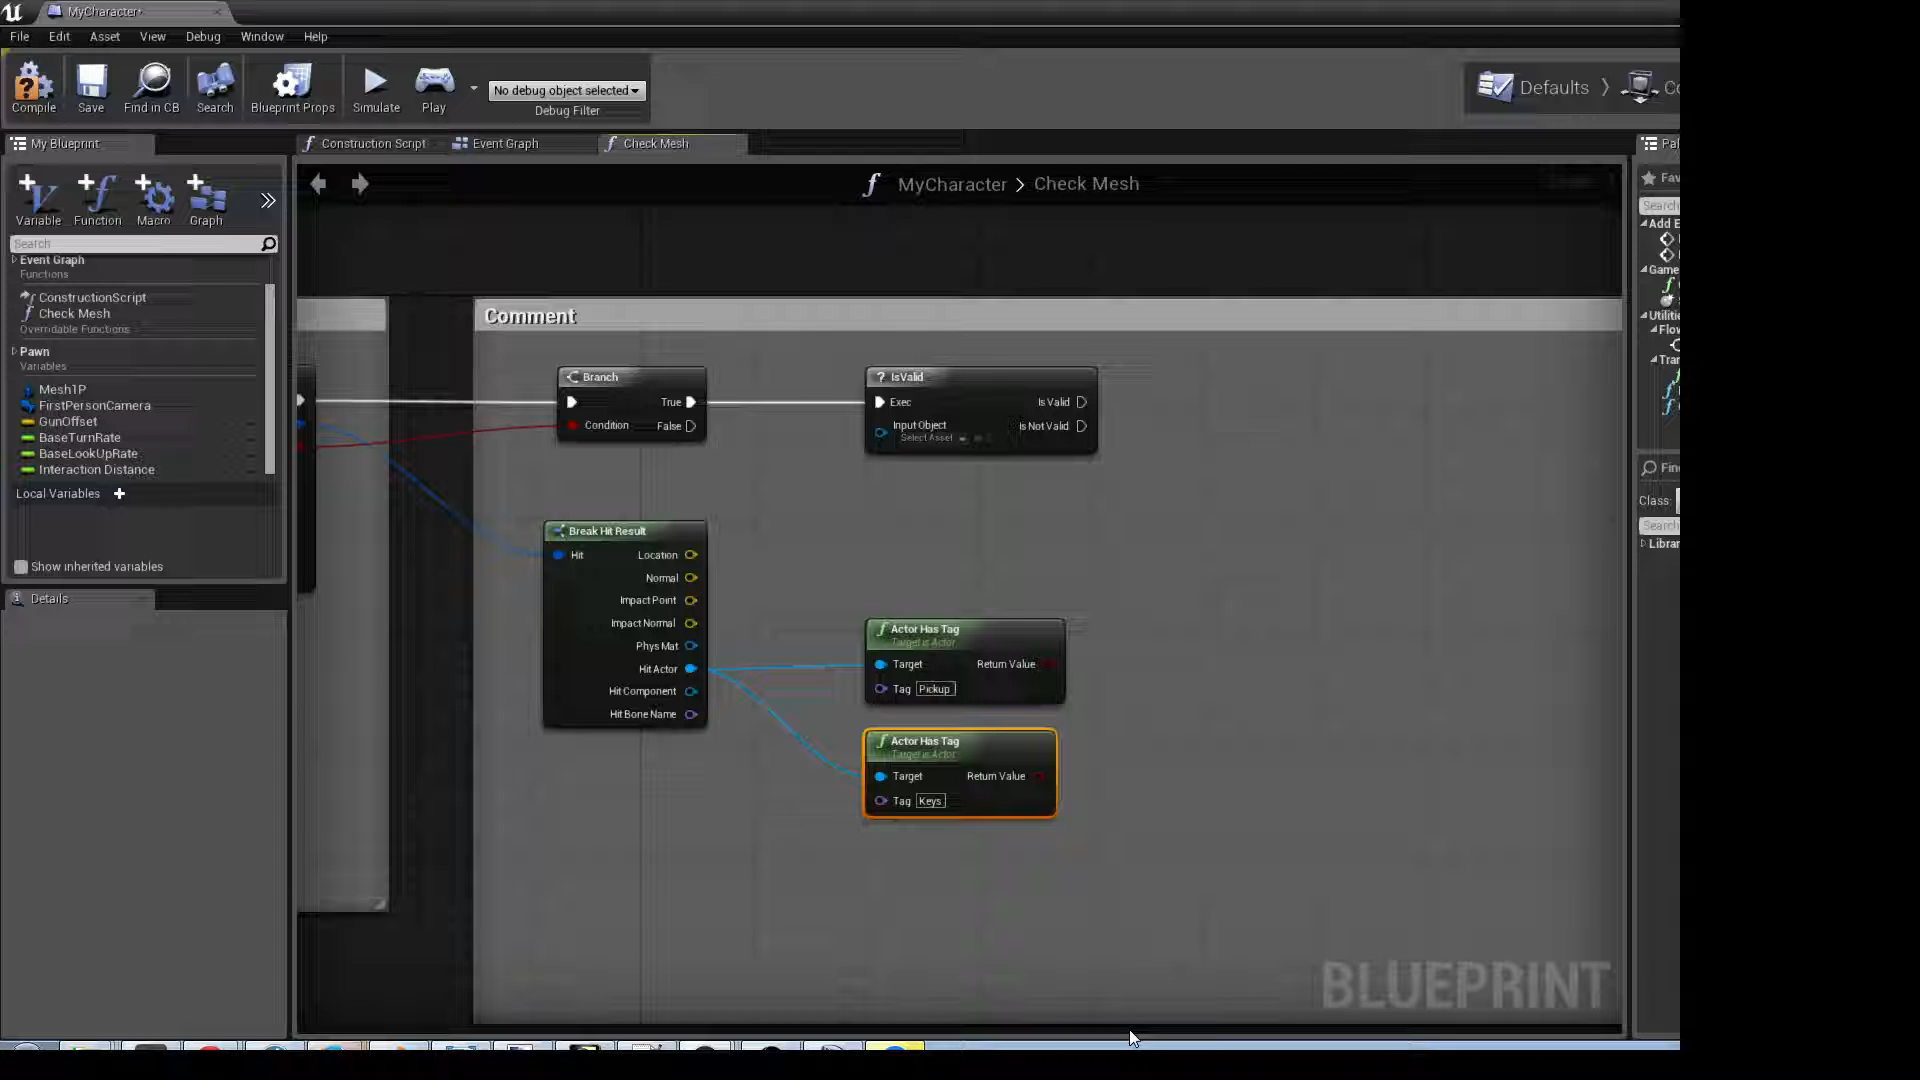 MyCharacter*
File Edit Asset View Debug Window Help
Compile Save Find in CB Search Blueprint Props Simulate Play
No debug object selected
Debug Filter
Defaults
My Blueprint
Construction Script Event Graph Check Mesh
Variable Function Macro Graph
MyCharacter > Check Mesh
Search
Event Graph
Functions
ConstructionScript
Check Mesh
Overridable Functions
Pawn
Variables
Mesh1P
FirstPersonCamera
GunOffset
BaseTurnRate
BaseLookUpRate
Interaction Distance
Local Variables
Show inherited variables
Details
Comment
Branch
True
Condition False
? IsValid
Exec Is Valid
Input Object Is Not Valid
Select Asset
Break Hit Result
Hit Location
Normal
Impact Point
Impact Normal
Phys Mat
Hit Actor
Hit Component
Hit Bone Name
Actor Has Tag
Target is Actor
Target Return Value
Tag Pickup
Actor Has Tag
Target is Actor
Target Return Value
Tag Keys
BLUEPRINT
Search
Add E
Game
Utilitie
Class:
Search